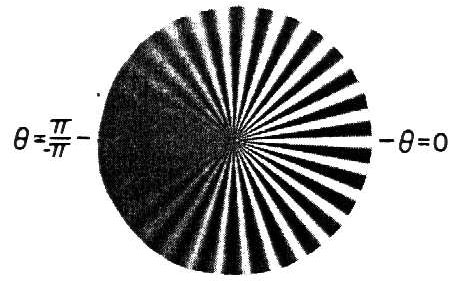 θ = π/-π
θ = 0